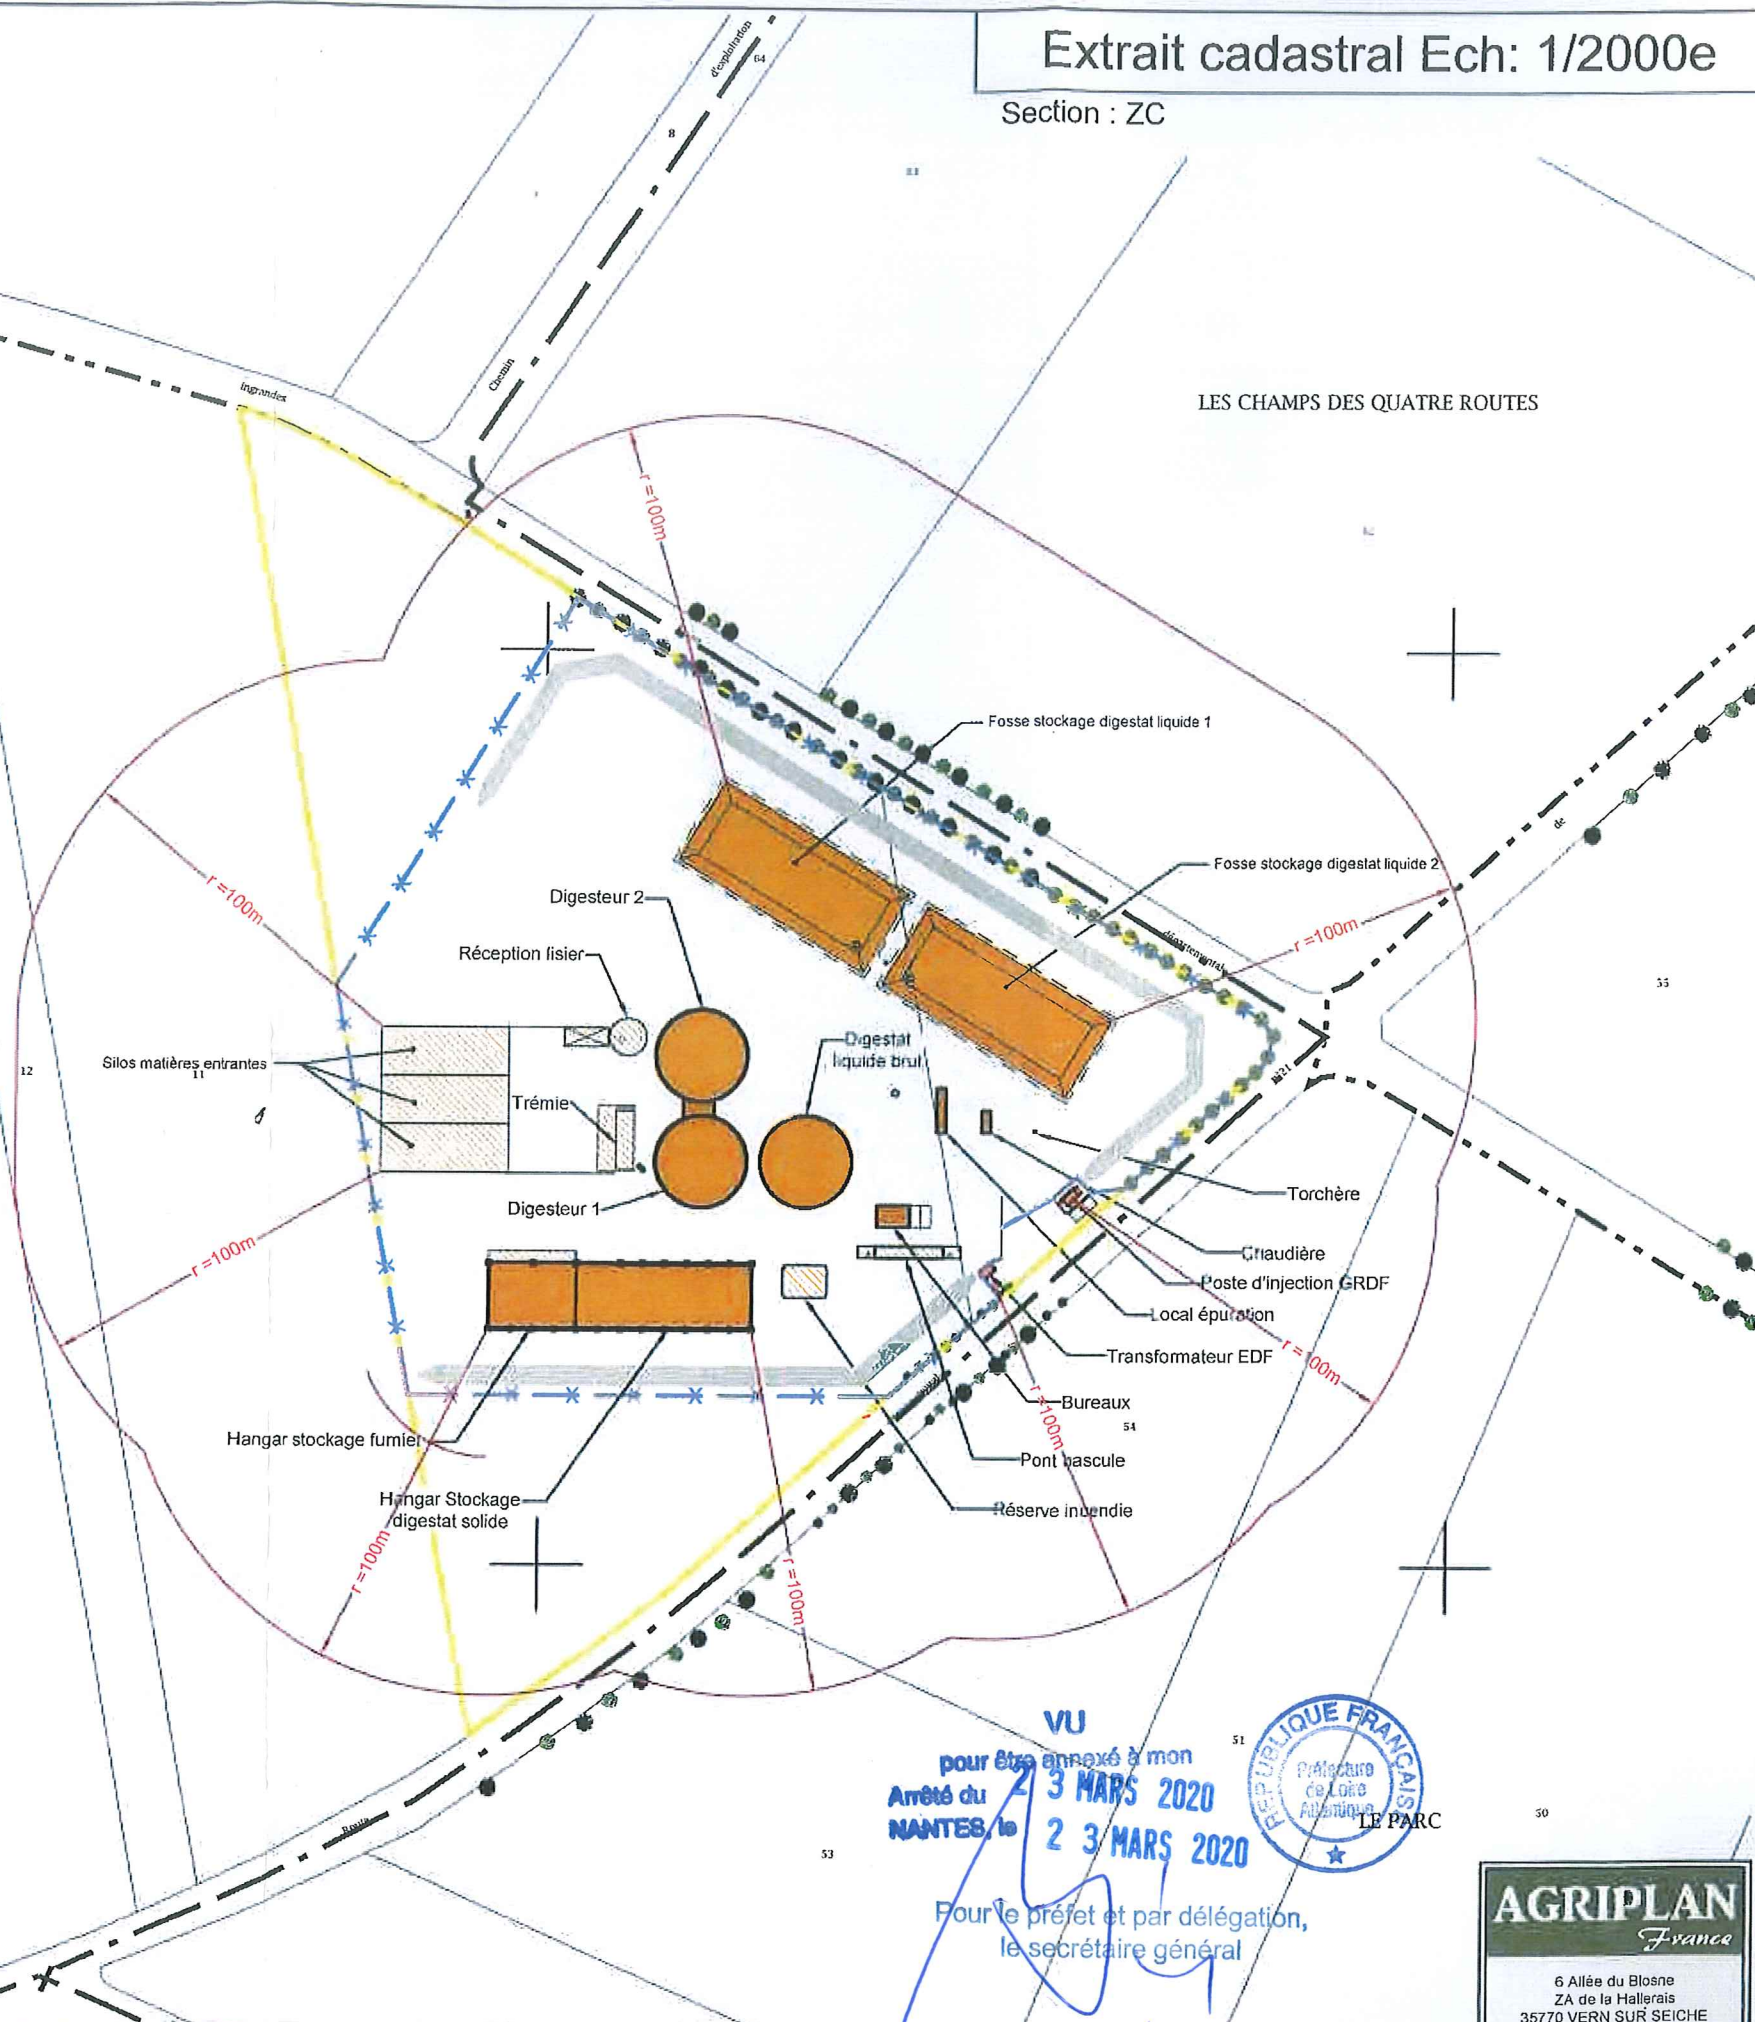 Extrait cadastral Ech: 1/2000e
Section : ZC
d'exploitation
64
8
Chemin
Ingrandes
LES CHAMPS DES QUATRE ROUTES
r =100m
Fosse stockage digestat liquide 1
Fosse stockage digestat liquide 2
de
r =100m
départemental
55
r =100m
Digesteur 2
Réception lisier
Digestat
liquide brut
Silos matières entrantes
12
11
Trémie
Digesteur 1
Torchère
Chaudière
Poste d'injection GRDF
Local épuration
Transformateur EDF
r =100m
r =100m
Bureaux
r =100m
54
Pont bascule
Réserve incendie
Hangar stockage fumier
Hangar Stockage
digestat solide
r =100m
r =100m
Route
53
51
50
LE PARC
VU
pour être annexé à mon
Arrêté du 2 3 MARS 2020
NANTES, le 2 3 MARS 2020
Pour le préfet et par délégation,
le secrétaire général
REPUBLIQUE FRANÇAISE
Préfecture
de Loire
Atlantique
AGRIPLAN
France
6 Allée du Blosne
ZA de la Hallerais
35770 VERN SUR SEICHE